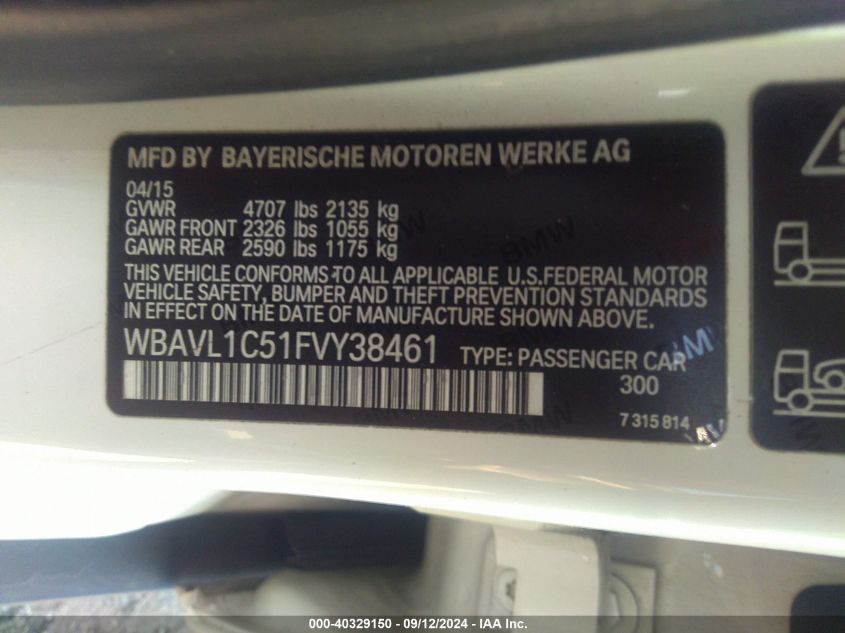 MFD BY BAYERISCHE MOTOREN WERKE AG
04/15
GVWR 4707 lbs 2135 kg
GAWR FRONT 2326 lbs 1055 kg
GAWR REAR 2590 lbs 1175 kg
THIS VEHICLE CONFORMS TO ALL APPLICABLE U.S.FEDERAL MOTOR
VEHICLE SAFETY, BUMPER AND THEFT PREVENTION STANDARDS
IN EFFECT ON THE DATE OF MANUFACTURE SHOWN ABOVE.
WBAVL1C51FVY38461 TYPE: PASSENGER CAR
300
7 315 814
BMW
BMW
000-40329150 - 09/12/2024 - IAA Inc.